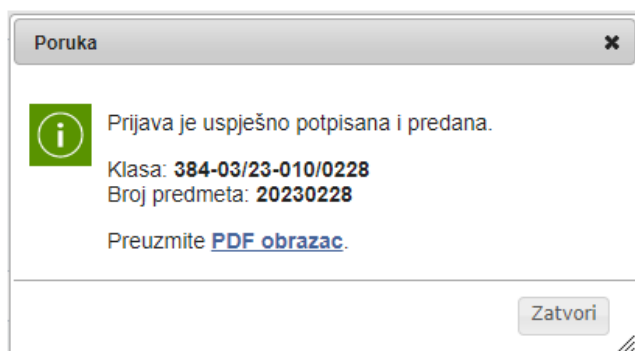 Poruka
Prijava je uspješno potpisana i predana.
Klasa: 384-03/23-010/0228
Broj predmeta: 20230228
Preuzmite PDF obrazac.
Zatvori